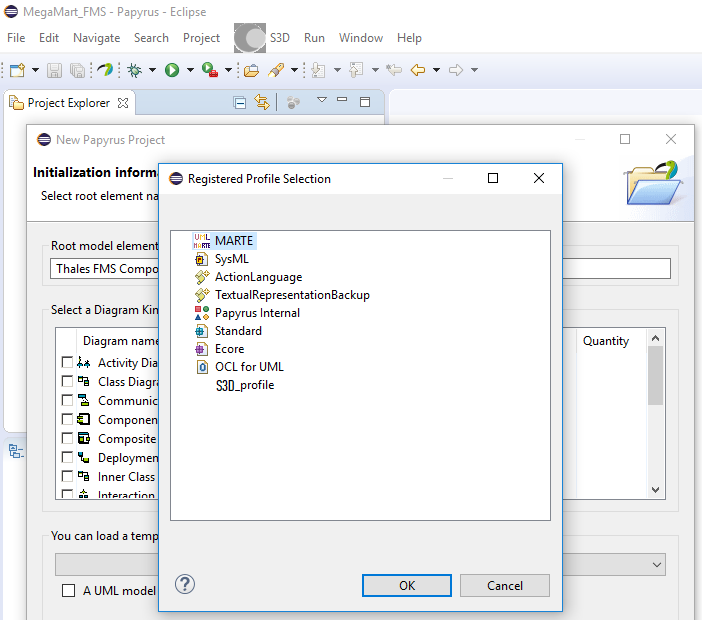 MegaMart_FMS - Papyrus - Eclipse
File Edit Navigate Search Project S3D Run Window Help
Project Explorer
New Papyrus Project
Initialization informa
Select root element na
Registered Profile Selection
Root model element
Thales FMS Compo
UML MARTE MARTE
SysML
ActionLanguage
TextualRepresentationBackup
Papyrus Internal
Standard
Ecore
OCL for UML
S3D_profile
Select a Diagram Kin
Diagram name
Quantity
Activity Dia
Class Diagra
Communic
Componen
Composite
Deploymen
Inner Class
Interaction
You can load a temp
A UML model
?
OK
Cancel